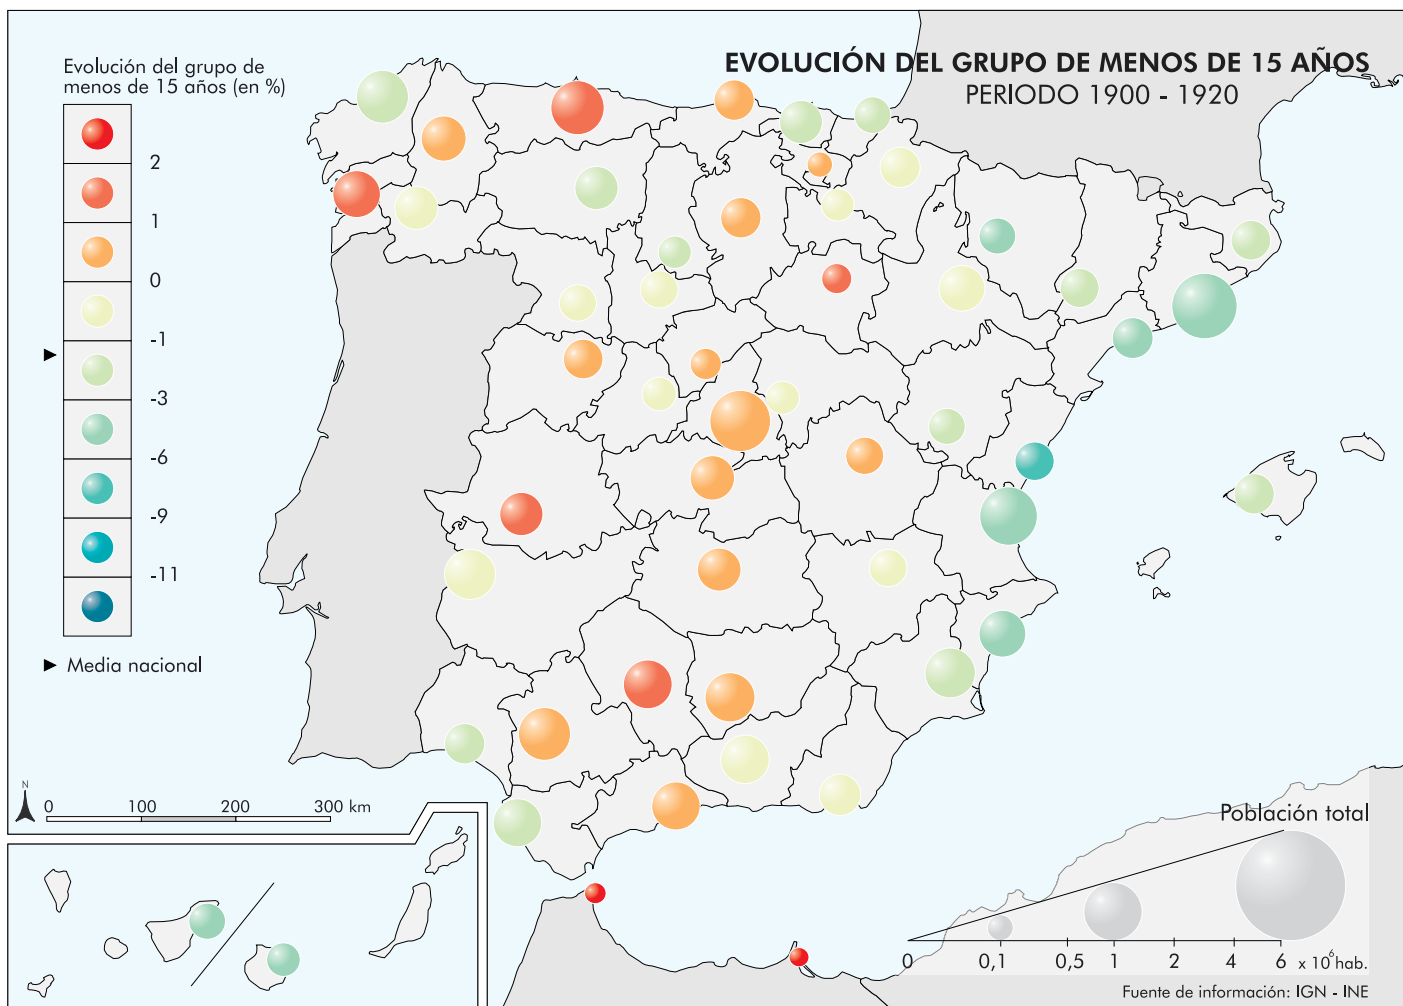 EVOLUCIÓN DEL GRUPO DE MENOS DE 15 AÑOS
PERIODO 1900 - 1920
Evolución del grupo de
menos de 15 años (en %)
2
1
0
-1
-3
-6
-9
-11
► Media nacional
N
0 100 200 300 km
Población total
0 0,1 0,5 1 2 4 6 x 10⁶ hab.
Fuente de información: IGN - INE